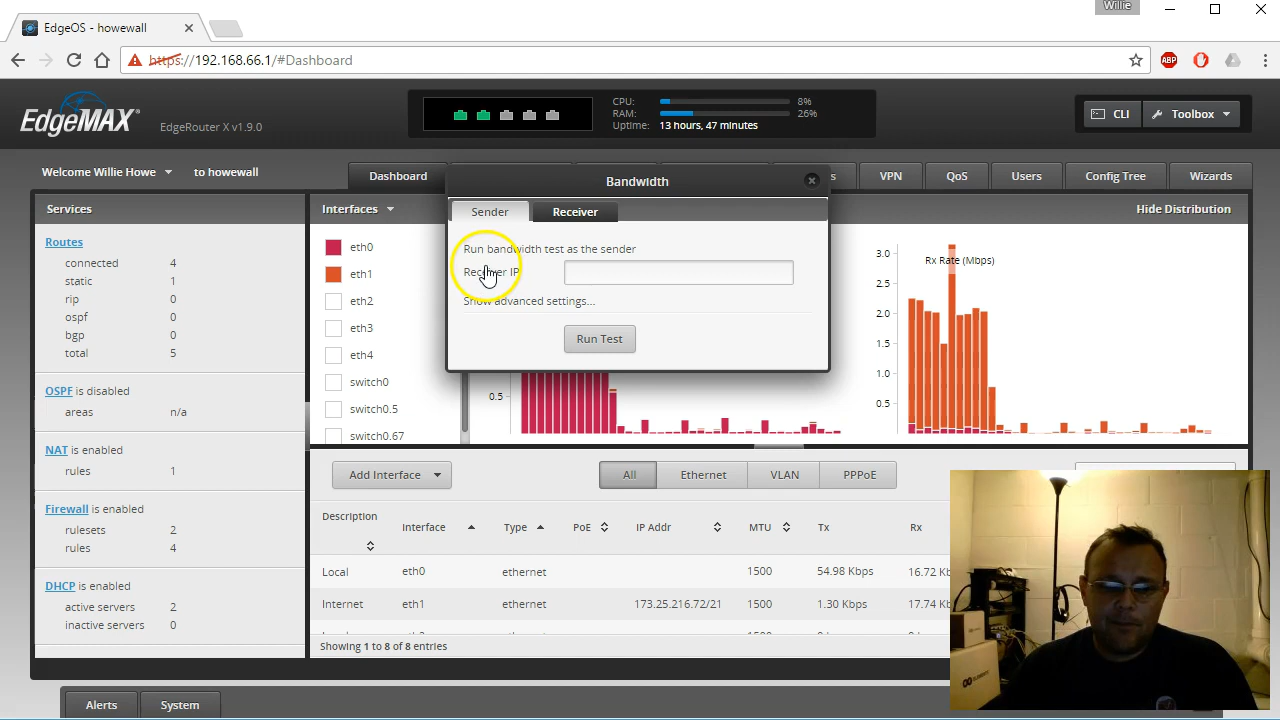 Willie
EdgeOS - howewall
https://192.168.66.1/#Dashboard
ABP
EdgeMAX
EdgeRouter X v1.9.0
CPU: 8%
RAM: 26%
Uptime: 13 hours, 47 minutes
CLI
Toolbox
Welcome Willie Howe to howewall
Dashboard
VPN
QoS
Users
Config Tree
Wizards
Bandwidth
Sender
Receiver
Run bandwidth test as the sender
Receiver IP
Show advanced settings...
Run Test
Services
Routes
connected 4
static 1
rip 0
ospf 0
bgp 0
total 5
OSPF is disabled
areas n/a
NAT is enabled
rules 1
Firewall is enabled
rulesets 2
rules 4
DHCP is enabled
active servers 2
inactive servers 0
Interfaces
Hide Distribution
eth0
eth1
eth2
eth3
eth4
switch0
switch0.5
switch0.67
0.5
Rx Rate (Mbps)
3.0
2.5
2.0
1.5
1.0
0.5
Add Interface
All
Ethernet
VLAN
PPPoE
Description Interface Type PoE IP Addr MTU Tx Rx
Local eth0 ethernet 1500 54.98 Kbps 16.72 Kb
Internet eth1 ethernet 173.25.216.72/21 1500 1.30 Kbps 17.74 Kb
Showing 1 to 8 of 8 entries
Alerts
System